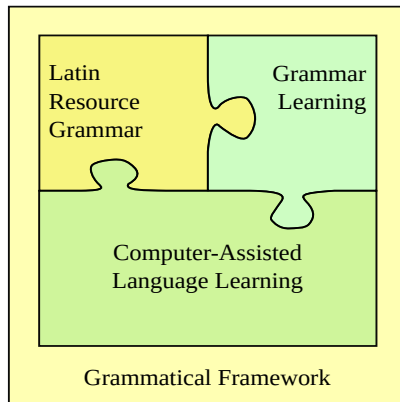 Latin
Resource
Grammar
Grammar
Learning
Computer-Assisted
Language Learning
Grammatical Framework